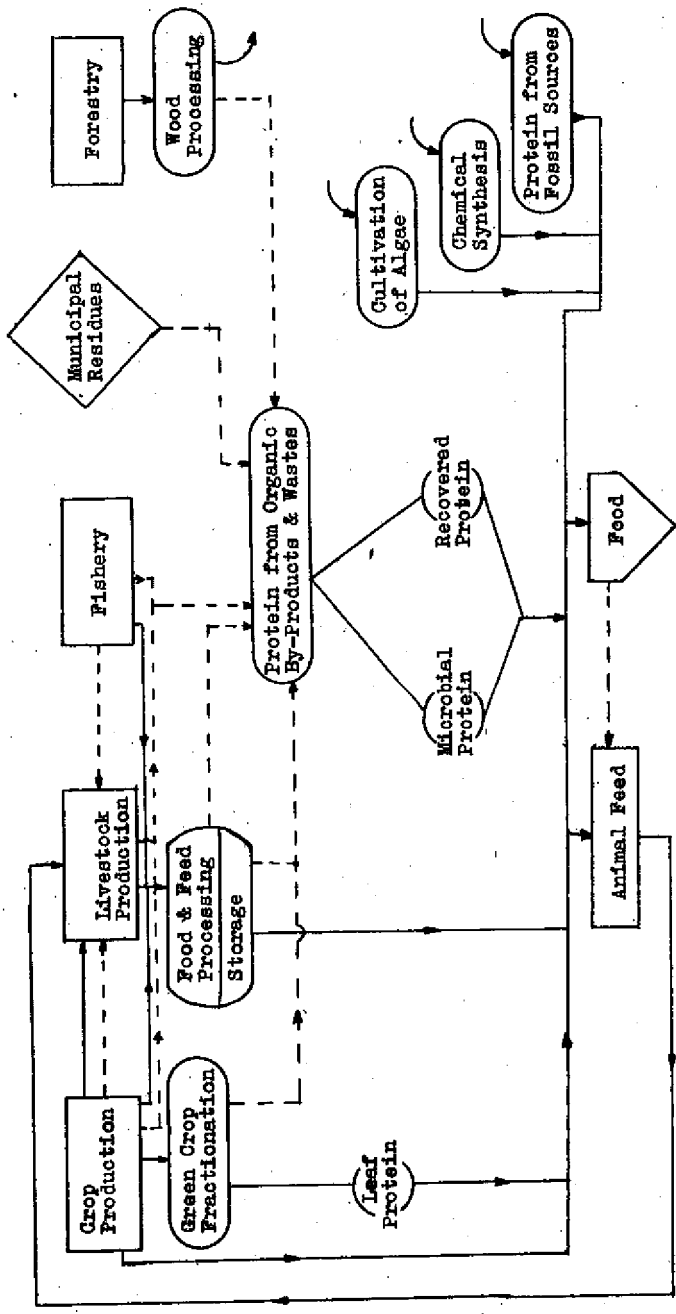 Crop
Production
Livestock
Production
Fishery
Municipal
Residues
Forestry
Wood
Processing
Green Crop
Fractionation
Food & Feed
Processing
Storage
Protein from Organic
By-Products & Wastes
Cultivation
of Algae
Chemical
Synthesis
Protein from
Fossil Sources
Leaf
Protein
Microbial
Protein
Recovered
Protein
Animal Feed
Food